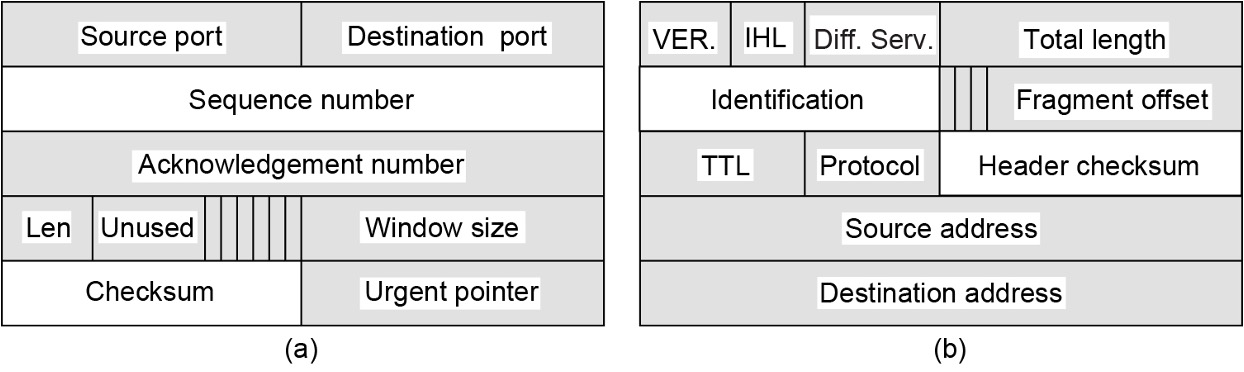 Source port Destination port
Sequence number
Acknowledgement number
Len Unused Window size
Checksum Urgent pointer
(a)
VER. IHL Diff. Serv. Total length
Identification Fragment offset
TTL Protocol Header checksum
Source address
Destination address
(b)